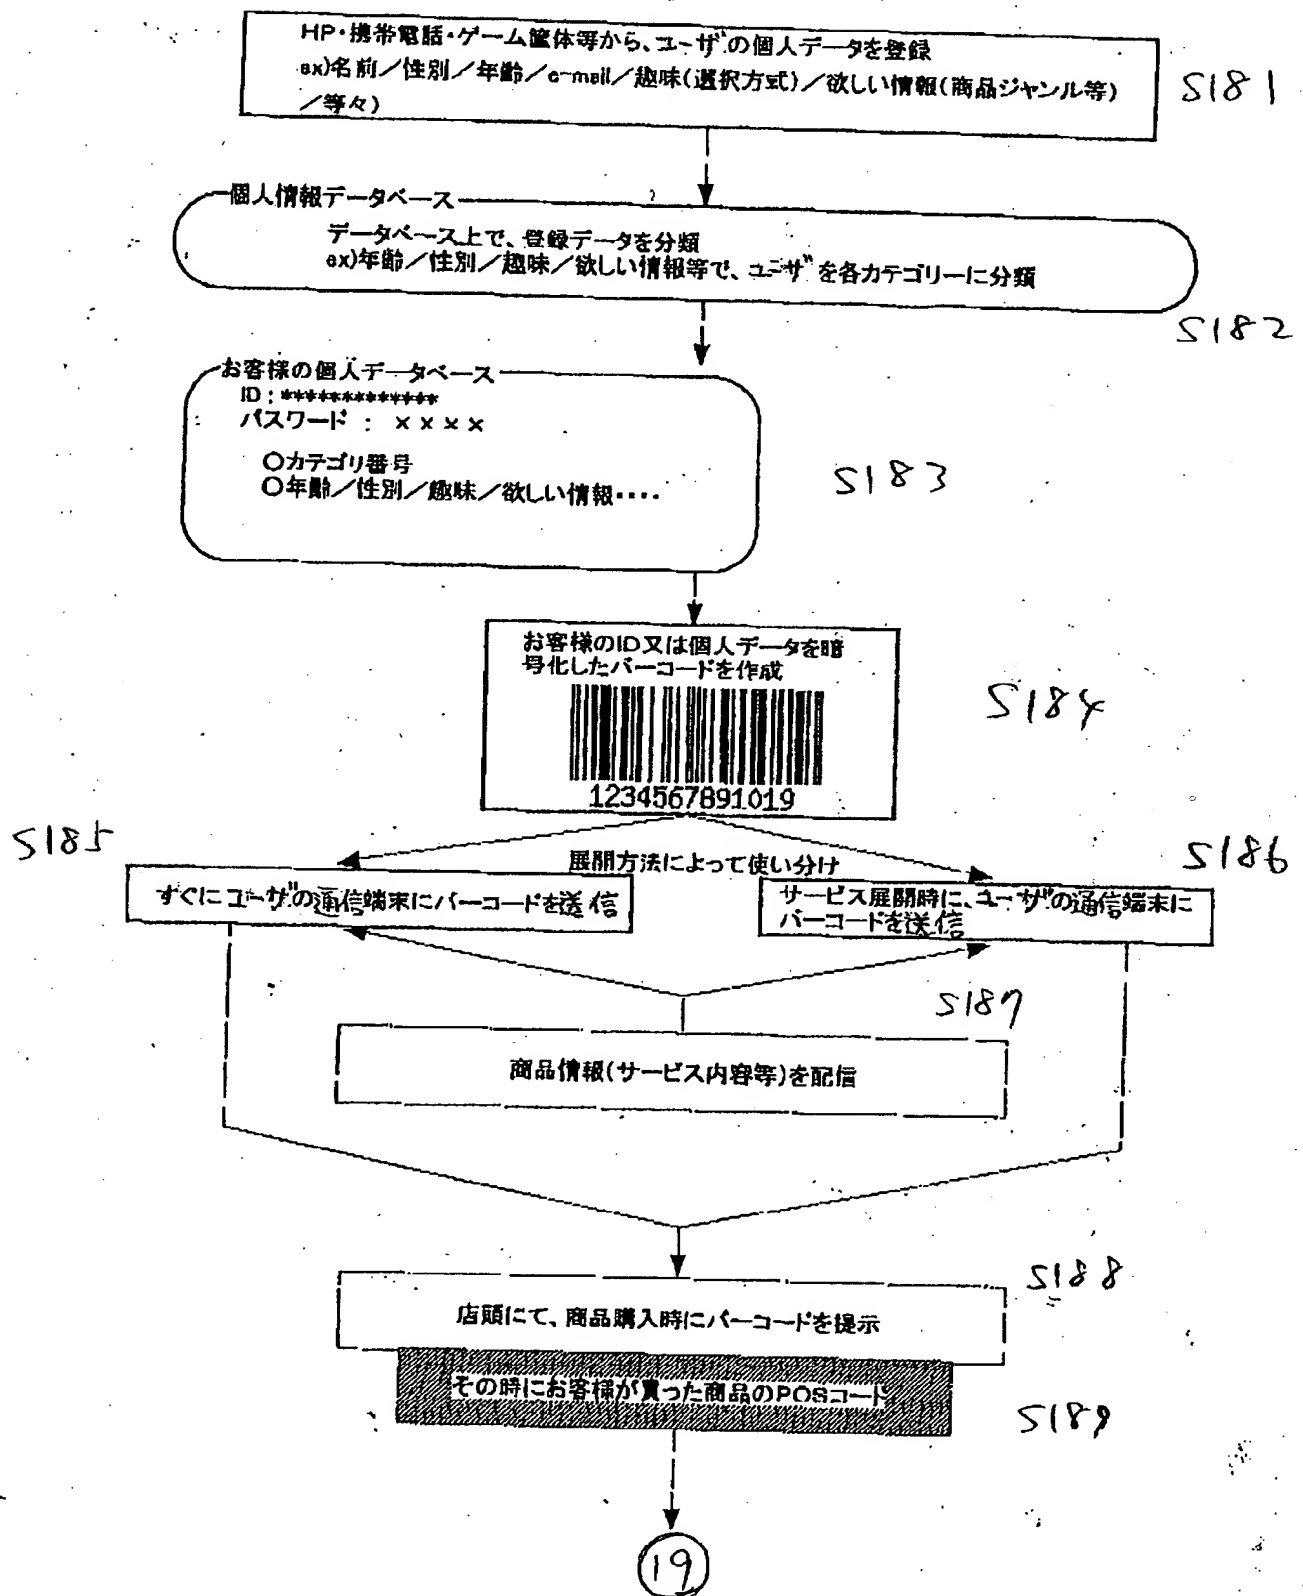 HP・携帯電話・ゲーム筐体等から、ユーザの個人データを登録
ex)名前／性別／年齢／e-mail／趣味(選択方式)／欲しい情報(商品ジャンル等)
／等々)
S181
個人情報データベース
データベース上で、登録データを分類
ex)年齢／性別／趣味／欲しい情報等で、ユーザを各カテゴリーに分類
S182
お客様の個人データベース
ID：*************
パスワード ： ××××
○カテゴリ番号
○年齢／性別／趣味／欲しい情報‥‥
S183
お客様のID又は個人データを暗
号化したバーコードを作成
1234567891019
S184
S185
展開方法によって使い分け
S186
すぐにユーザの通信端末にバーコードを送信
サービス展開時に、ユーザの通信端末に
バーコードを送信
S187
商品情報(サービス内容等)を配信
S188
店頭にて、商品購入時にバーコードを提示
その時にお客様が買った商品のPOSコード
S189
19